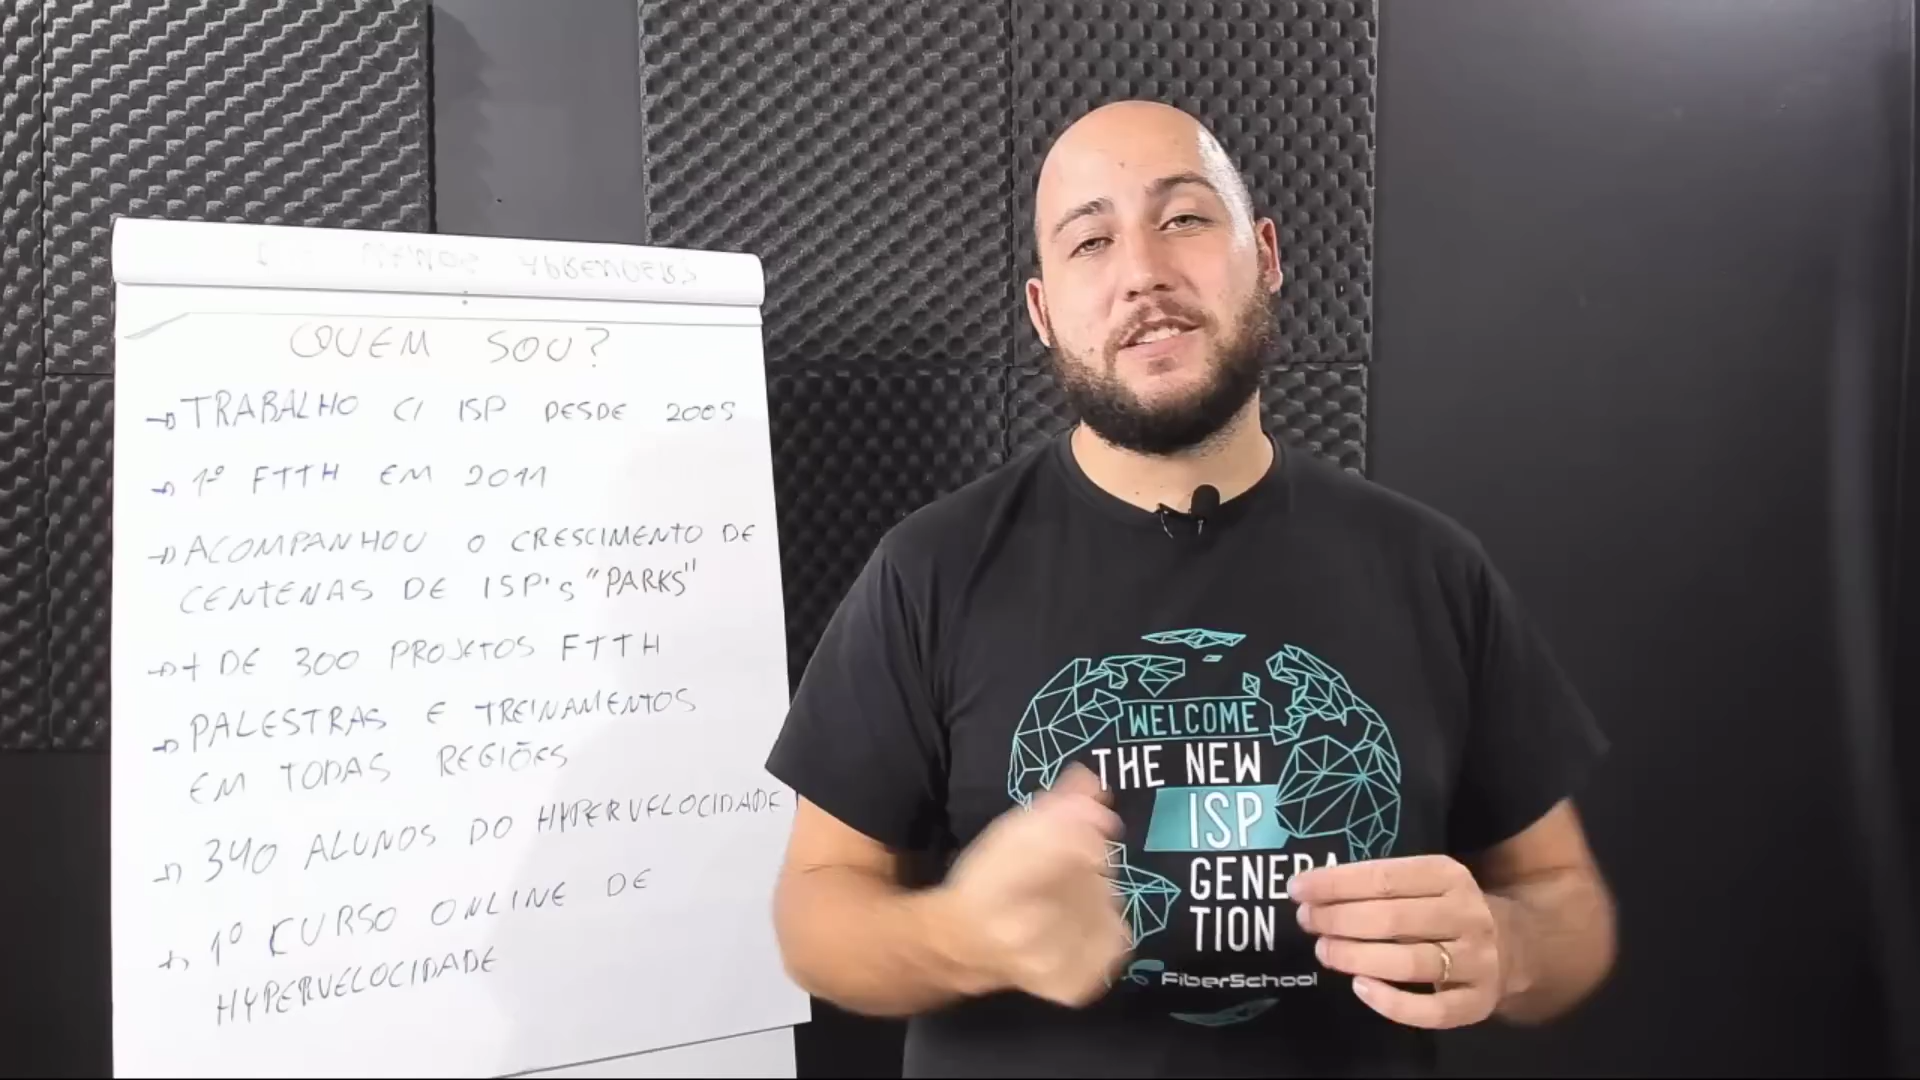 QUEM SOU?
TRABALHO C/ ISP DESDE 2005
1º FTTH EM 2011
ACOMPANHOU O CRESCIMENTO DE
CENTENAS DE ISP'S "PARKS"
+ DE 300 PROJETOS FTTH
PALESTRAS E TREINAMENTOS
EM TODAS REGIÕES
340 ALUNOS DO HYPERVELOCIDADE
1º CURSO ONLINE DE
HYPERVELOCIDADE
WELCOME
THE NEW
ISP
GENERA
TION
FiberSchool